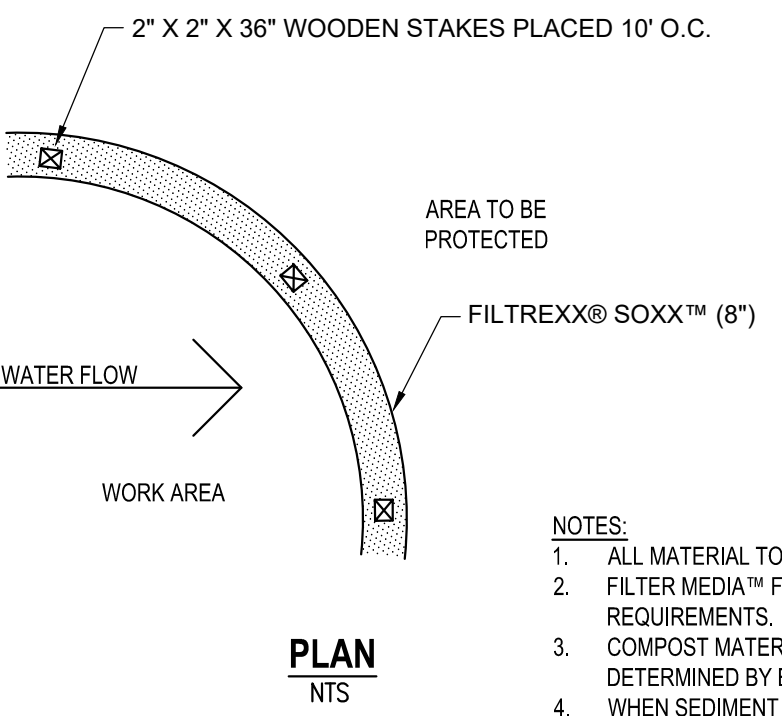 2" X 2" X 36" WOODEN STAKES PLACED 10' O.C.
AREA TO BE
PROTECTED
FILTREXX® SOXX™ (8")
WATER FLOW
WORK AREA
PLAN
NTS
NOTES:
1. ALL MATERIAL TO
2. FILTER MEDIA™ F
REQUIREMENTS.
3. COMPOST MATER
DETERMINED BY E
4. WHEN SEDIMENT